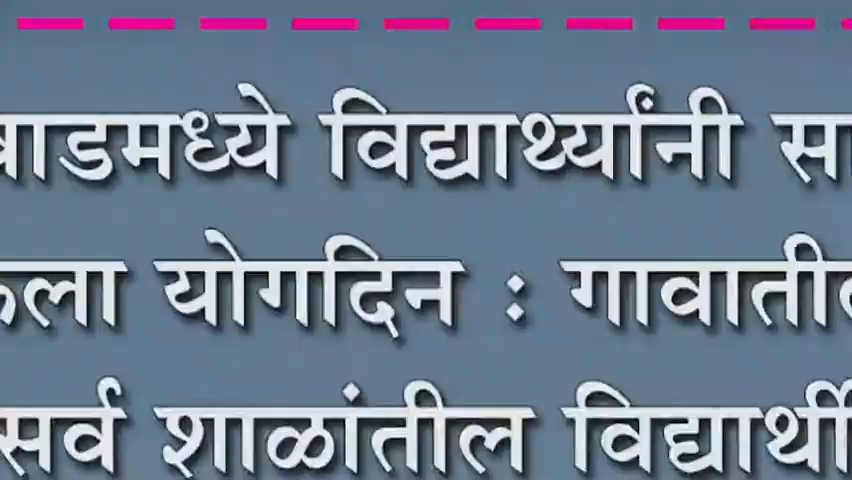 विद्यार्थ्यांनी
योगदिन : गावातील
सर्व शाळांतील विद्यार्थी